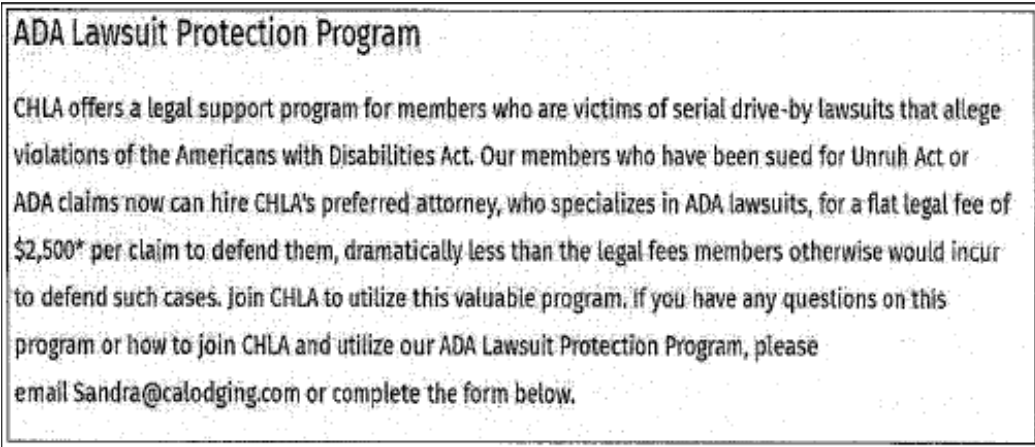 ADA Lawsuit Protection Program
CHLA offers a legal support program for members who are victims of serial drive-by lawsuits that allege
violations of the Americans with Disabilities Act. Our members who have been sued for Unruh Act or
ADA claims now can hire CHLA's preferred attorney, who specializes in ADA lawsuits, for a flat legal fee of
$2,500* per claim to defend them, dramatically less than the legal fees members otherwise would incur
to defend such cases. Join CHLA to utilize this valuable program. If you have any questions on this
program or how to join CHLA and utilize our ADA Lawsuit Protection Program, please
email Sandra@calodging.com or complete the form below.